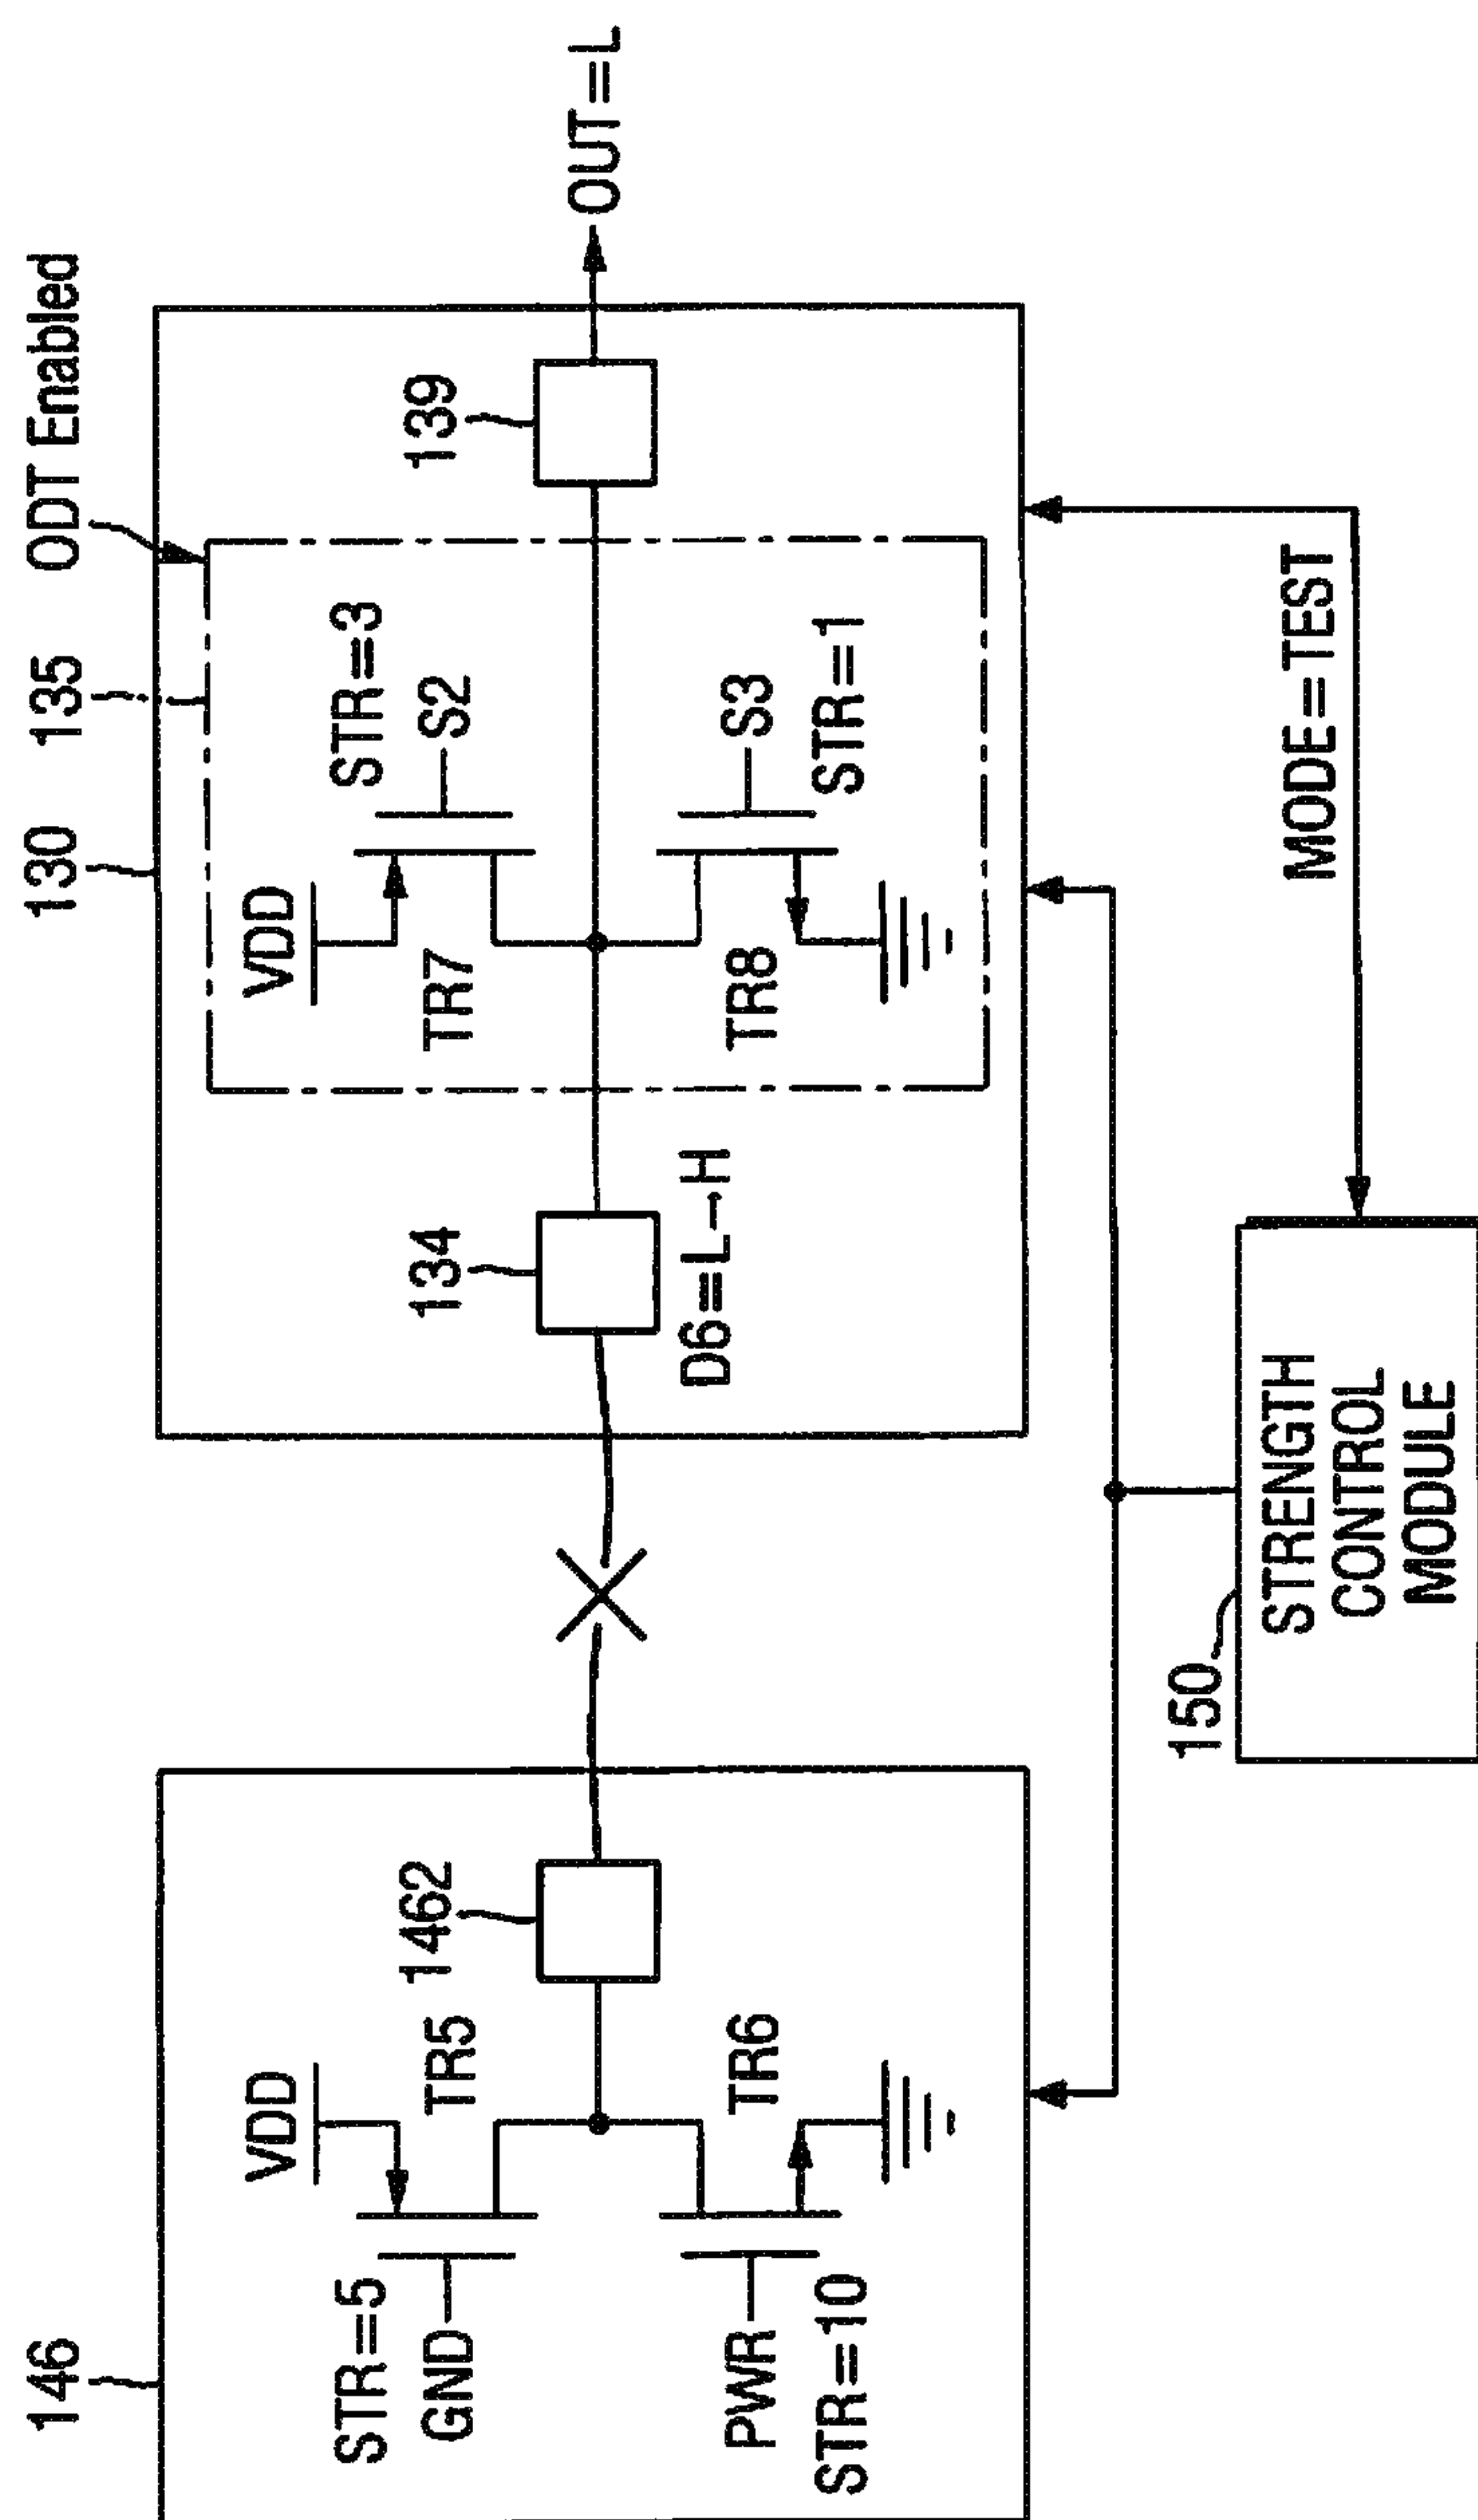 146
130
135
ODT Enabled
VDD
STR=5
GND
TR5
1462
PWR
TR6
STR=10
134
D6=L→H
VDD
STR=3
TR7
S2
TR8
S3
STR=1
139
OUT=L
150
STRENGTH
CONTROL
MODULE
MODE=TEST